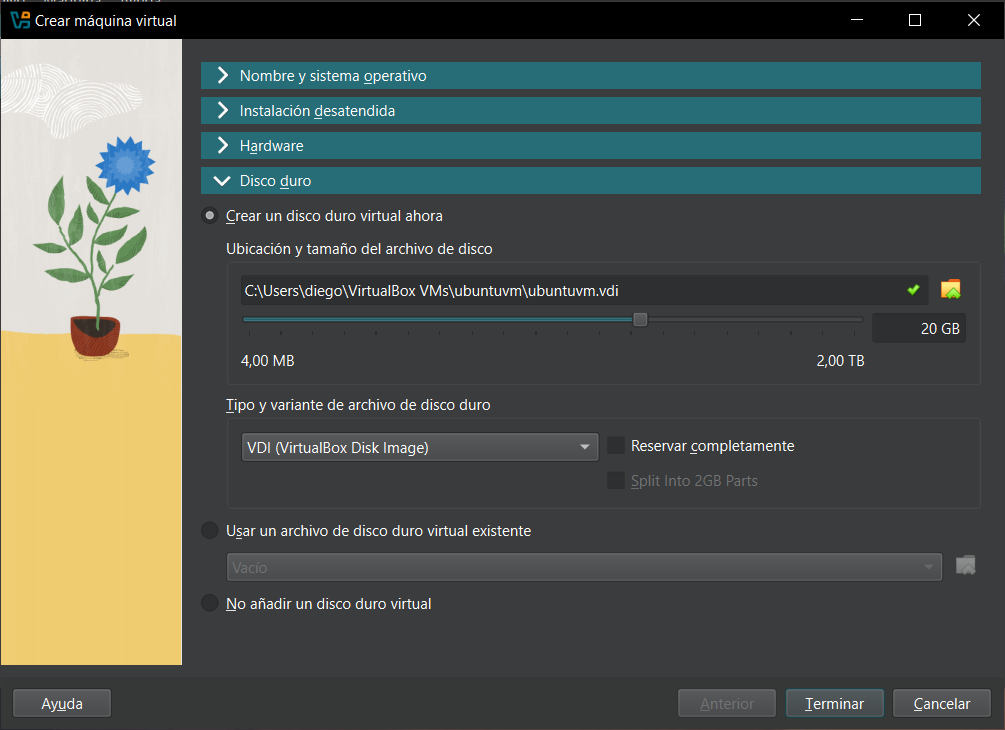 Crear máquina virtual
Nombre y sistema operativo
Instalación desatendida
Hardware
Disco duro
Crear un disco duro virtual ahora
Ubicación y tamaño del archivo de disco
C:\Users\diego\VirtualBox VMs\ubuntuvm\ubuntuvm.vdi
20 GB
4,00 MB
2,00 TB
Tipo y variante de archivo de disco duro
VDI (VirtualBox Disk Image)
Reservar completamente
Split Into 2GB Parts
Usar un archivo de disco duro virtual existente
Vacío
No añadir un disco duro virtual
Ayuda
Anterior
Terminar
Cancelar